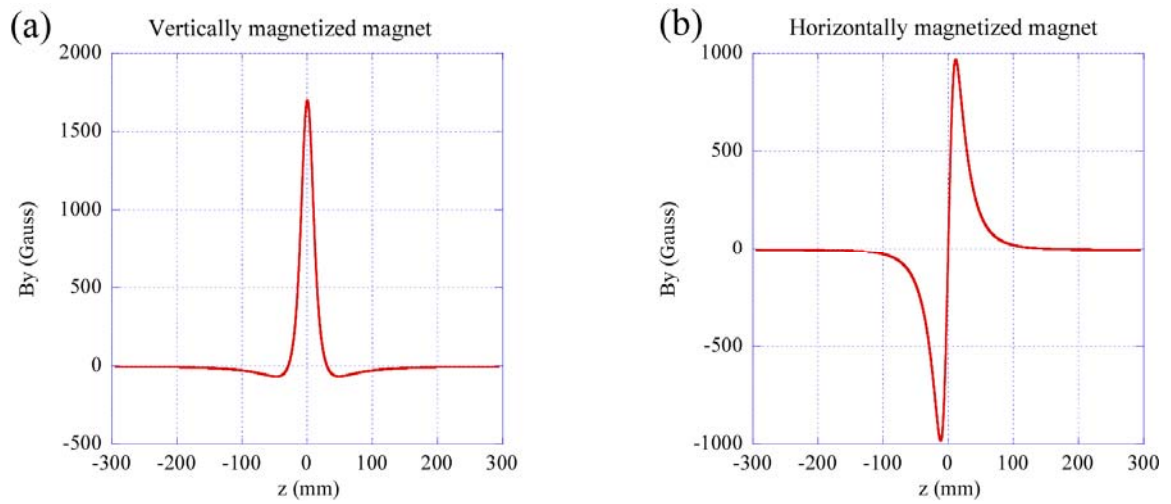 (a)
Vertically magnetized magnet
2000
1500
1000
500
0
-500
By (Gauss)
-300 -200 -100 0 100 200 300
z (mm)
(b)
Horizontally magnetized magnet
1000
500
0
-500
-1000
By (Gauss)
-300 -200 -100 0 100 200 300
z (mm)